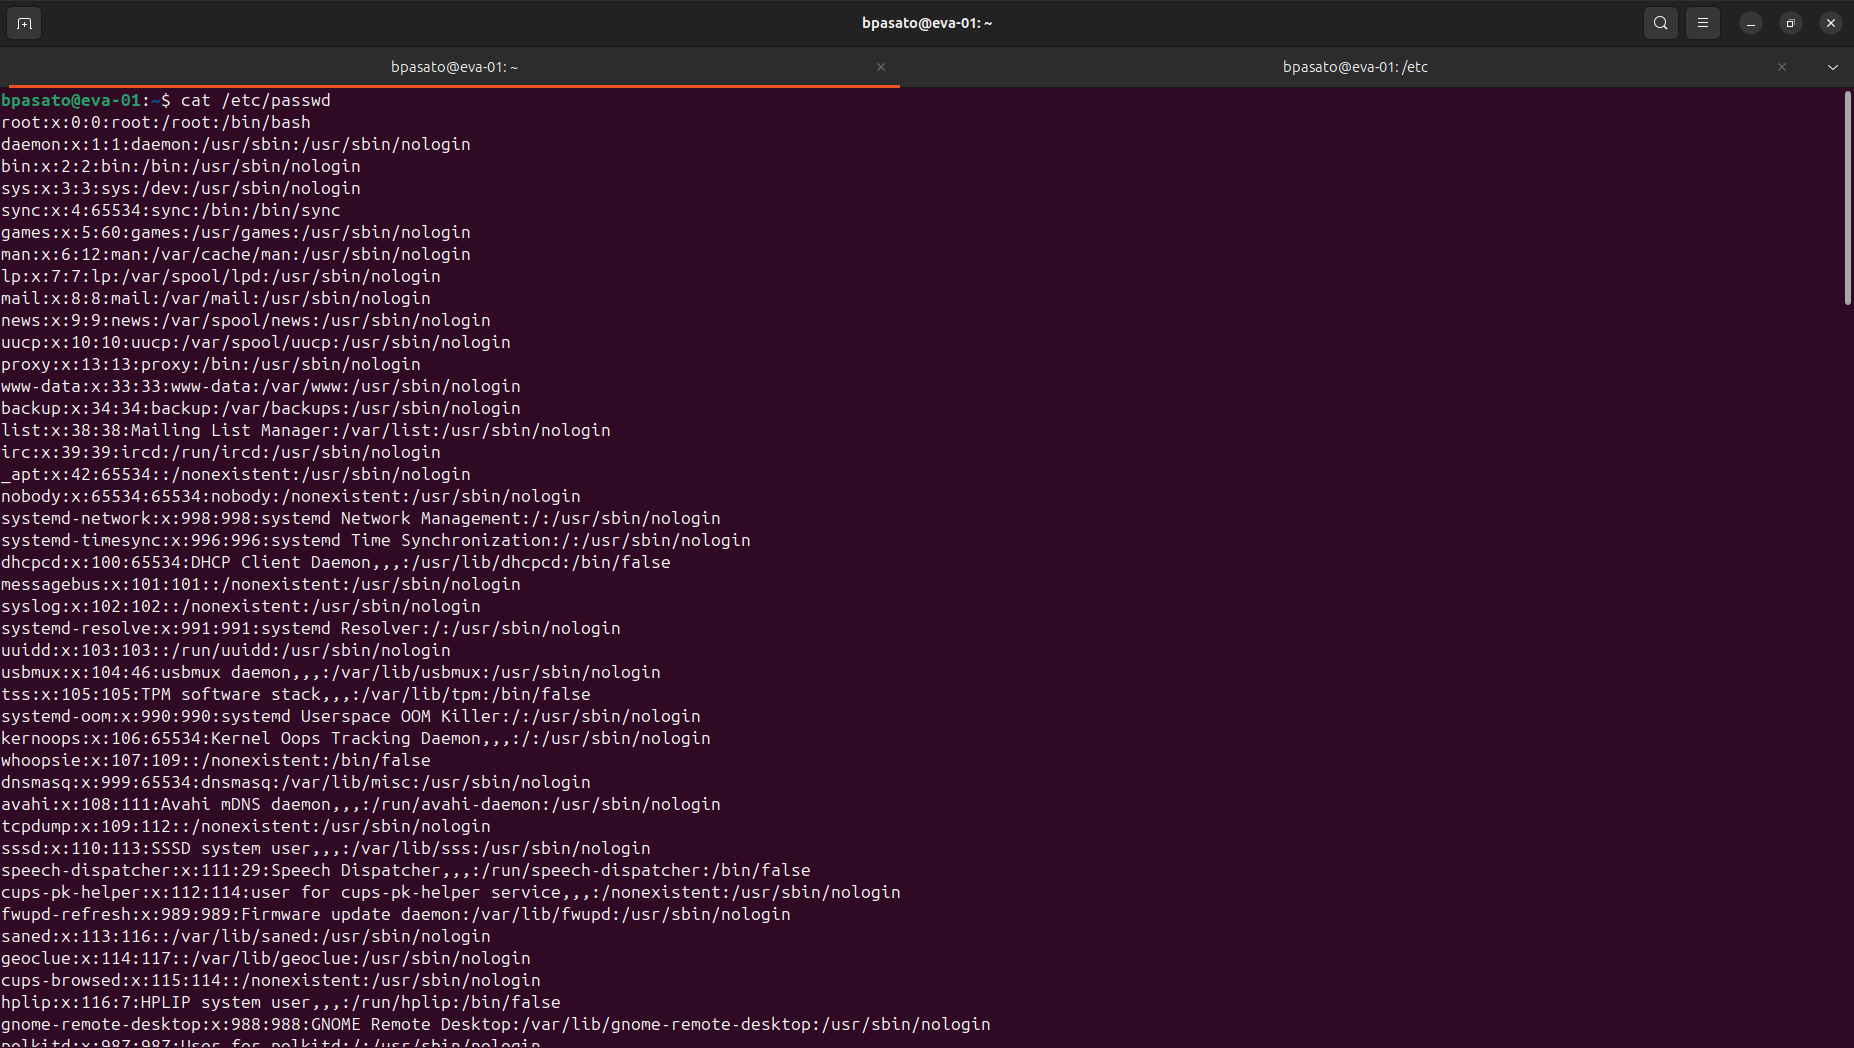 bpasato@eva-01: ~
bpasato@eva-01: ~
bpasato@eva-01: /etc
bpasato@eva-01:~$ cat /etc/passwd
root:x:0:0:root:/root:/bin/bash
daemon:x:1:1:daemon:/usr/sbin:/usr/sbin/nologin
bin:x:2:2:bin:/bin:/usr/sbin/nologin
sys:x:3:3:sys:/dev:/usr/sbin/nologin
sync:x:4:65534:sync:/bin:/bin/sync
games:x:5:60:games:/usr/games:/usr/sbin/nologin
man:x:6:12:man:/var/cache/man:/usr/sbin/nologin
lp:x:7:7:lp:/var/spool/lpd:/usr/sbin/nologin
mail:x:8:8:mail:/var/mail:/usr/sbin/nologin
news:x:9:9:news:/var/spool/news:/usr/sbin/nologin
uucp:x:10:10:uucp:/var/spool/uucp:/usr/sbin/nologin
proxy:x:13:13:proxy:/bin:/usr/sbin/nologin
www-data:x:33:33:www-data:/var/www:/usr/sbin/nologin
backup:x:34:34:backup:/var/backups:/usr/sbin/nologin
list:x:38:38:Mailing List Manager:/var/list:/usr/sbin/nologin
irc:x:39:39:ircd:/run/ircd:/usr/sbin/nologin
_apt:x:42:65534::/nonexistent:/usr/sbin/nologin
nobody:x:65534:65534:nobody:/nonexistent:/usr/sbin/nologin
systemd-network:x:998:998:systemd Network Management:/:/usr/sbin/nologin
systemd-timesync:x:996:996:systemd Time Synchronization:/:/usr/sbin/nologin
dhcpcd:x:100:65534:DHCP Client Daemon,,,:/usr/lib/dhcpcd:/bin/false
messagebus:x:101:101::/nonexistent:/usr/sbin/nologin
syslog:x:102:102::/nonexistent:/usr/sbin/nologin
systemd-resolve:x:991:991:systemd Resolver:/:/usr/sbin/nologin
uuidd:x:103:103::/run/uuidd:/usr/sbin/nologin
usbmux:x:104:46:usbmux daemon,,,:/var/lib/usbmux:/usr/sbin/nologin
tss:x:105:105:TPM software stack,,,:/var/lib/tpm:/bin/false
systemd-oom:x:990:990:systemd Userspace OOM Killer:/:/usr/sbin/nologin
kernoops:x:106:65534:Kernel Oops Tracking Daemon,,,:/:/usr/sbin/nologin
whoopsie:x:107:109::/nonexistent:/bin/false
dnsmasq:x:999:65534:dnsmasq:/var/lib/misc:/usr/sbin/nologin
avahi:x:108:111:Avahi mDNS daemon,,,:/run/avahi-daemon:/usr/sbin/nologin
tcpdump:x:109:112::/nonexistent:/usr/sbin/nologin
sssd:x:110:113:SSSD system user,,,:/var/lib/sss:/usr/sbin/nologin
speech-dispatcher:x:111:29:Speech Dispatcher,,,:/run/speech-dispatcher:/bin/false
cups-pk-helper:x:112:114:user for cups-pk-helper service,,,:/nonexistent:/usr/sbin/nologin
fwupd-refresh:x:989:989:Firmware update daemon:/var/lib/fwupd:/usr/sbin/nologin
saned:x:113:116::/var/lib/saned:/usr/sbin/nologin
geoclue:x:114:117::/var/lib/geoclue:/usr/sbin/nologin
cups-browsed:x:115:114::/nonexistent:/usr/sbin/nologin
hplip:x:116:7:HPLIP system user,,,:/run/hplip:/bin/false
gnome-remote-desktop:x:988:988:GNOME Remote Desktop:/var/lib/gnome-remote-desktop:/usr/sbin/nologin
polkitd:x:987:987:User for polkitd:/:/usr/sbin/nologin